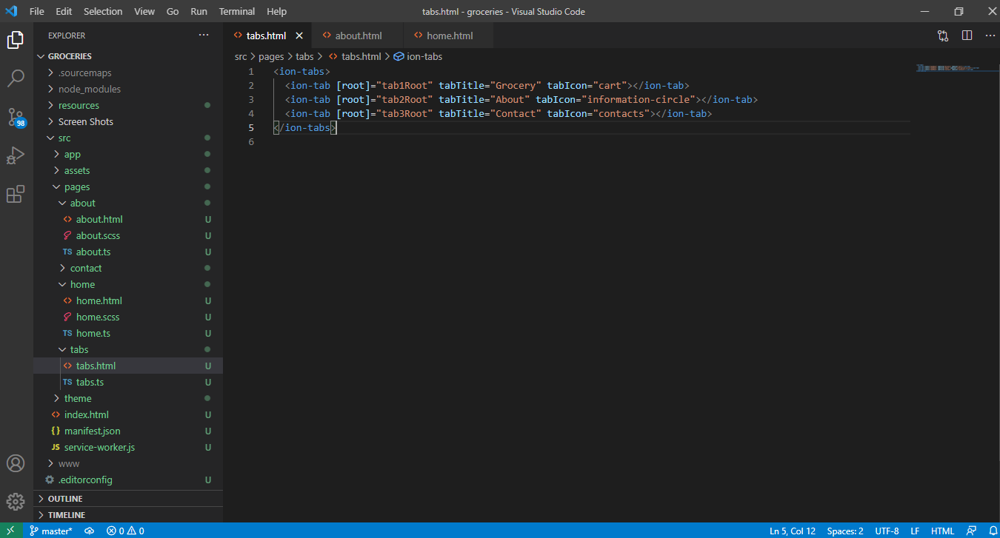 File Edit Selection View Go Run Terminal Help tabs.html - groceries - Visual Studio Code
EXPLORER
GROCERIES
.sourcemaps
node_modules
resources
Screen Shots
src
app
assets
pages
about
about.html U
about.scss U
TS about.ts U
contact
home
home.html U
home.scss U
TS home.ts U
tabs
tabs.html U
TS tabs.ts U
theme
index.html U
{} manifest.json U
JS service-worker.js U
www
.editorconfig U
OUTLINE
TIMELINE
98
tabs.html about.html home.html
src > pages > tabs > tabs.html > ion-tabs
1 <ion-tabs>
2 <ion-tab [root]="tab1Root" tabTitle="Grocery" tabIcon="cart"></ion-tab>
3 <ion-tab [root]="tab2Root" tabTitle="About" tabIcon="information-circle"></ion-tab>
4 <ion-tab [root]="tab3Root" tabTitle="Contact" tabIcon="contacts"></ion-tab>
5 </ion-tabs>
6
master* 0 0 Ln 5, Col 12 Spaces: 2 UTF-8 LF HTML